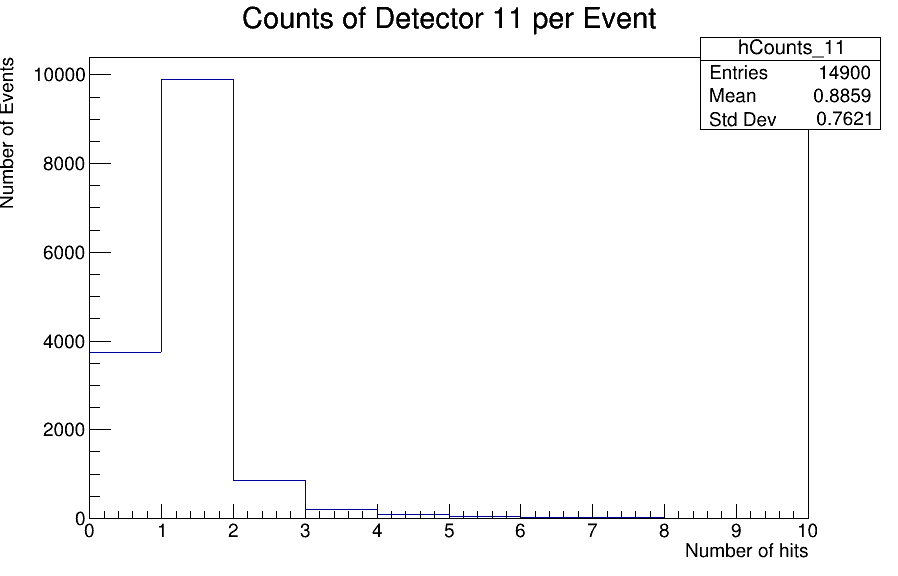 Counts of Detector 11 per Event
hCounts_11
Entries 14900
Mean 0.8859
Std Dev 0.7621
Number of Events
10000
8000
6000
4000
2000
0
0 1 2 3 4 5 6 7 8 9 10
Number of hits